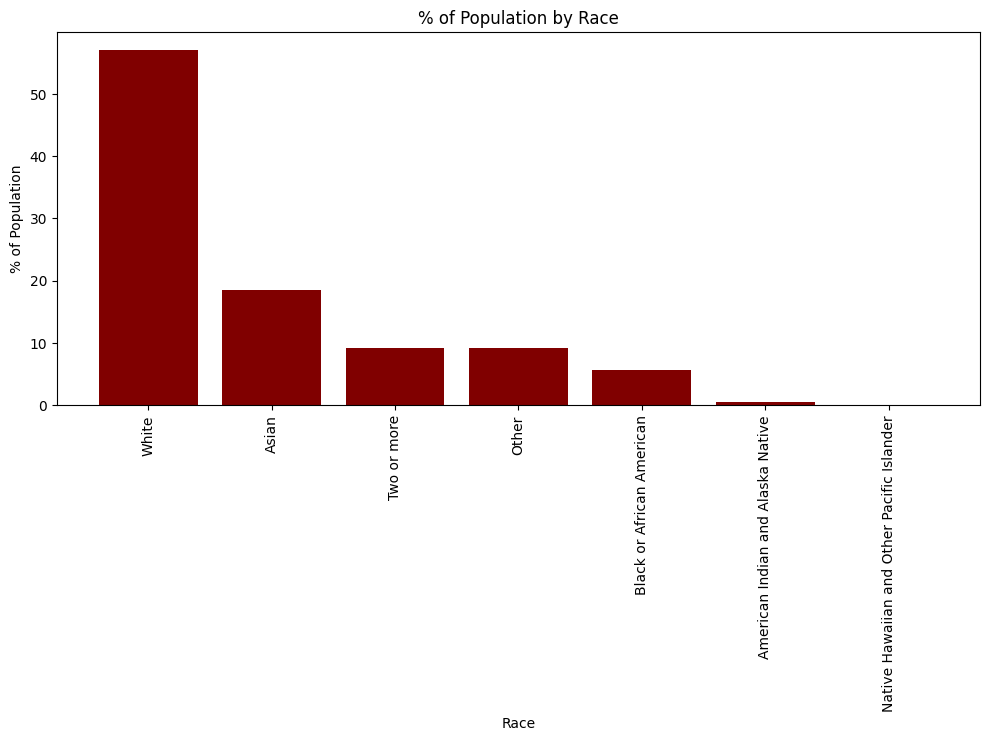 % of Population by Race
% of Population
50
40
30
20
10
0
White
Asian
Two or more
Other
Black or African American
American Indian and Alaska Native
Native Hawaiian and Other Pacific Islander
Race